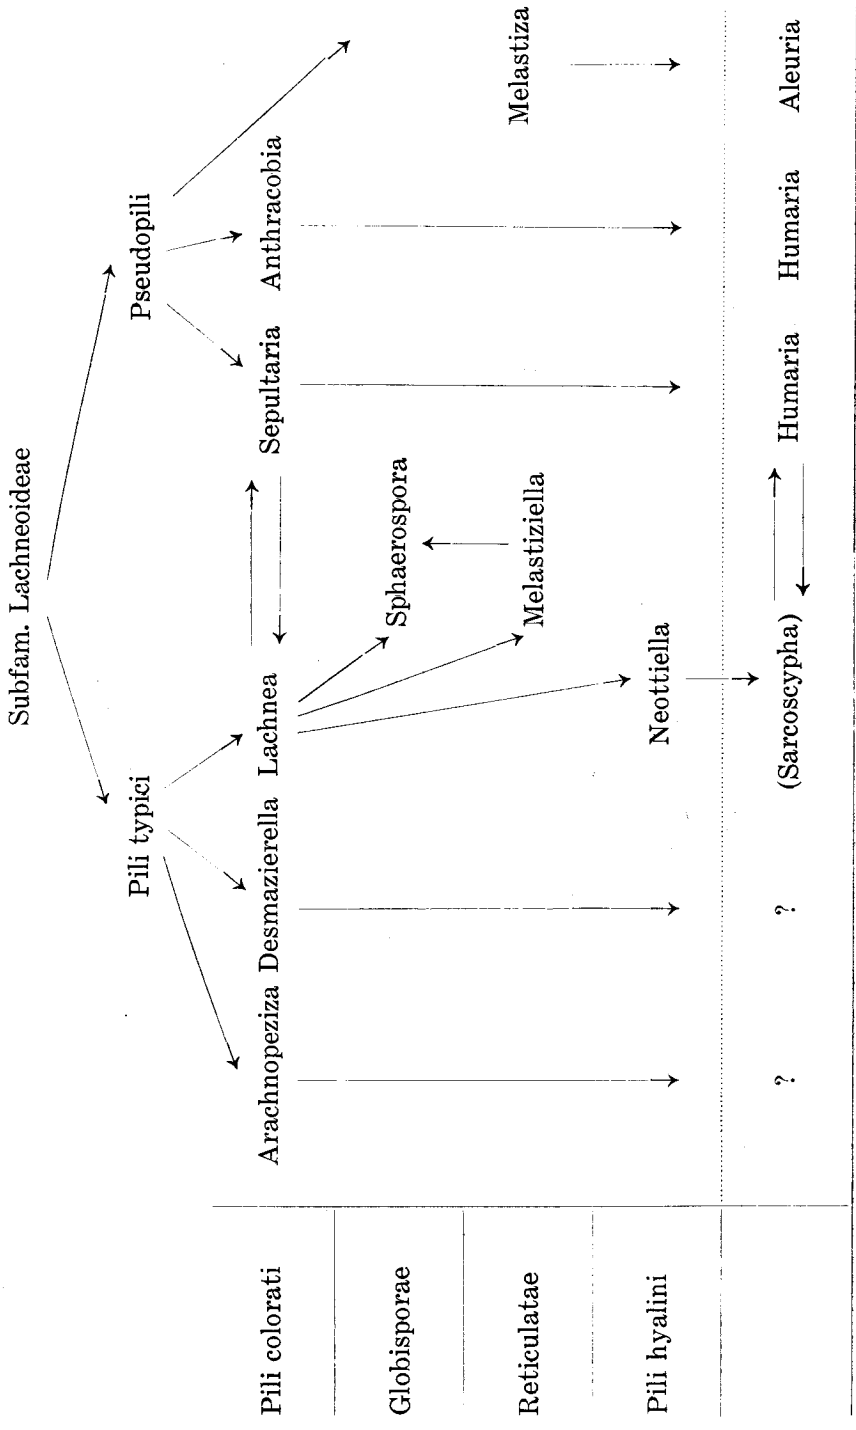 Subfam. Lachneoideae
Pili typici Pseudopili
Pili colorati Arachnopeziza Desmazierella Lachnea Sepultaria Anthracobia
Globisporae Sphaerospora
Reticulatae Melastiziella Melastiza
Pili hyalini Neottiella
? ? (Sarcoscypha) Humaria Humaria Aleuria